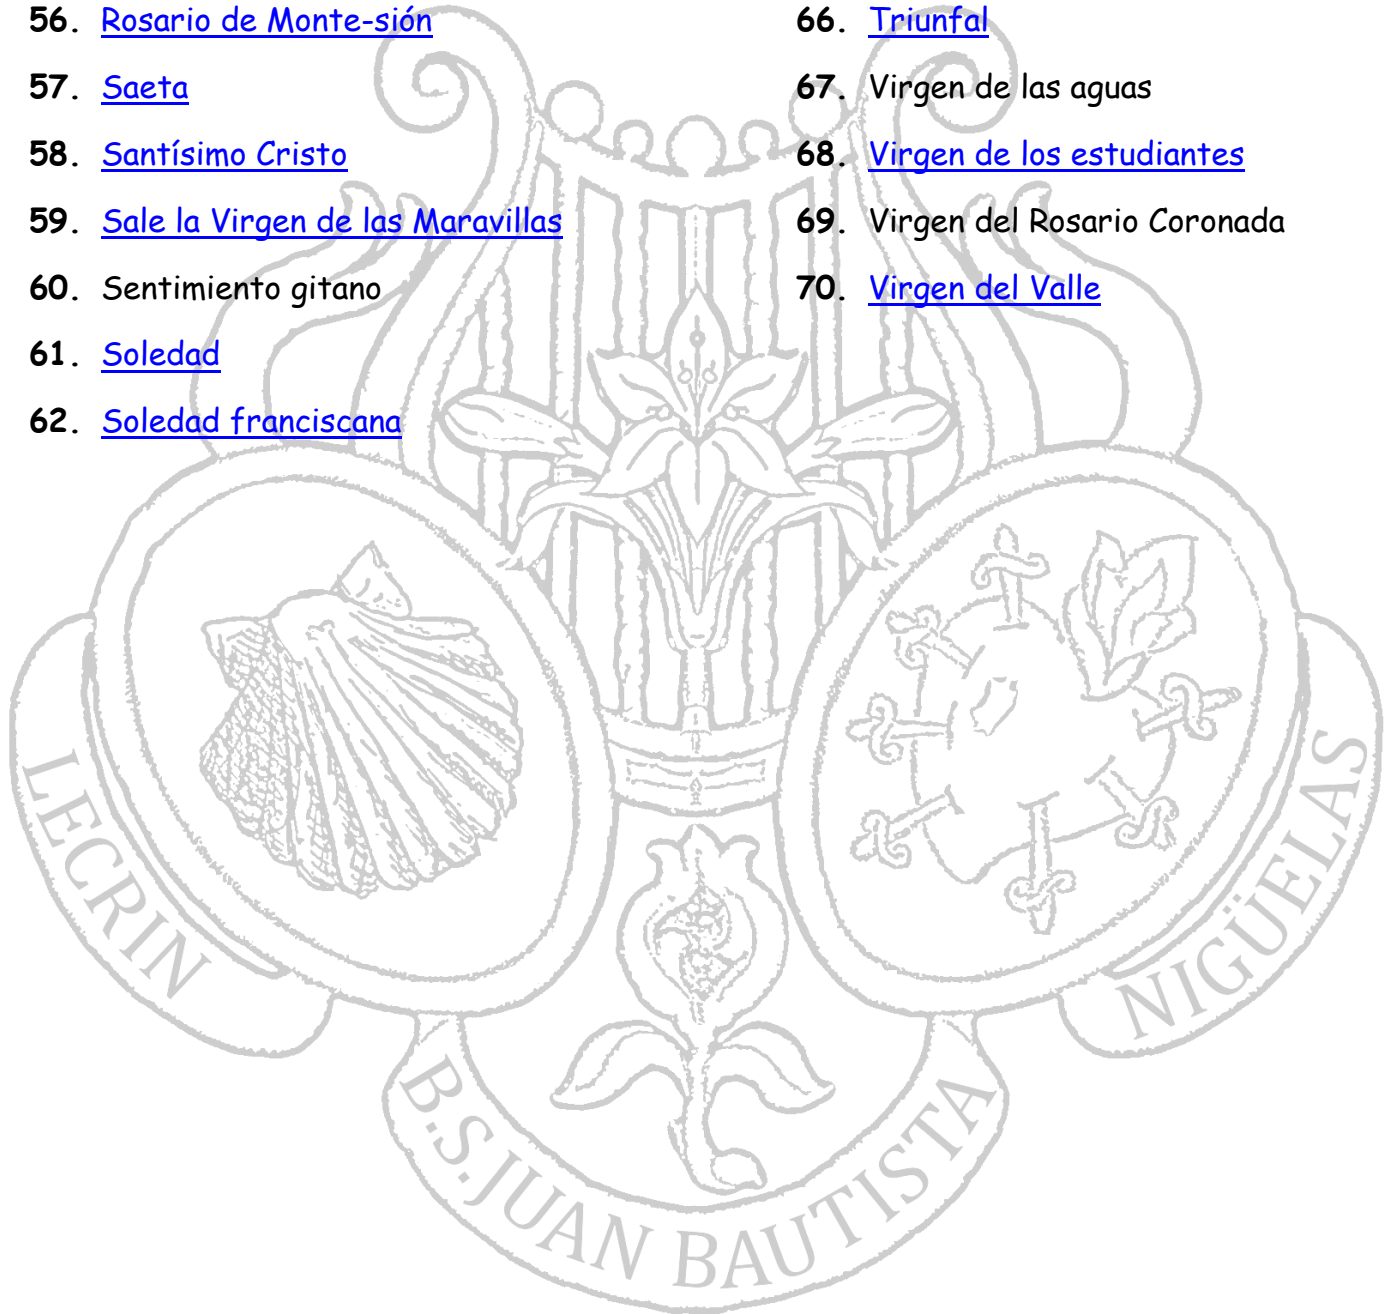 56. Rosario de Monte-sión
57. Saeta
58. Santísimo Cristo
59. Sale la Virgen de las Maravillas
60. Sentimiento gitano
61. Soledad
62. Soledad franciscana
66. Triunfal
67. Virgen de las aguas
68. Virgen de los estudiantes
69. Virgen del Rosario Coronada
70. Virgen del Valle
LECRIN
B.S.JUAN BAUTISTA
NIGÜELAS